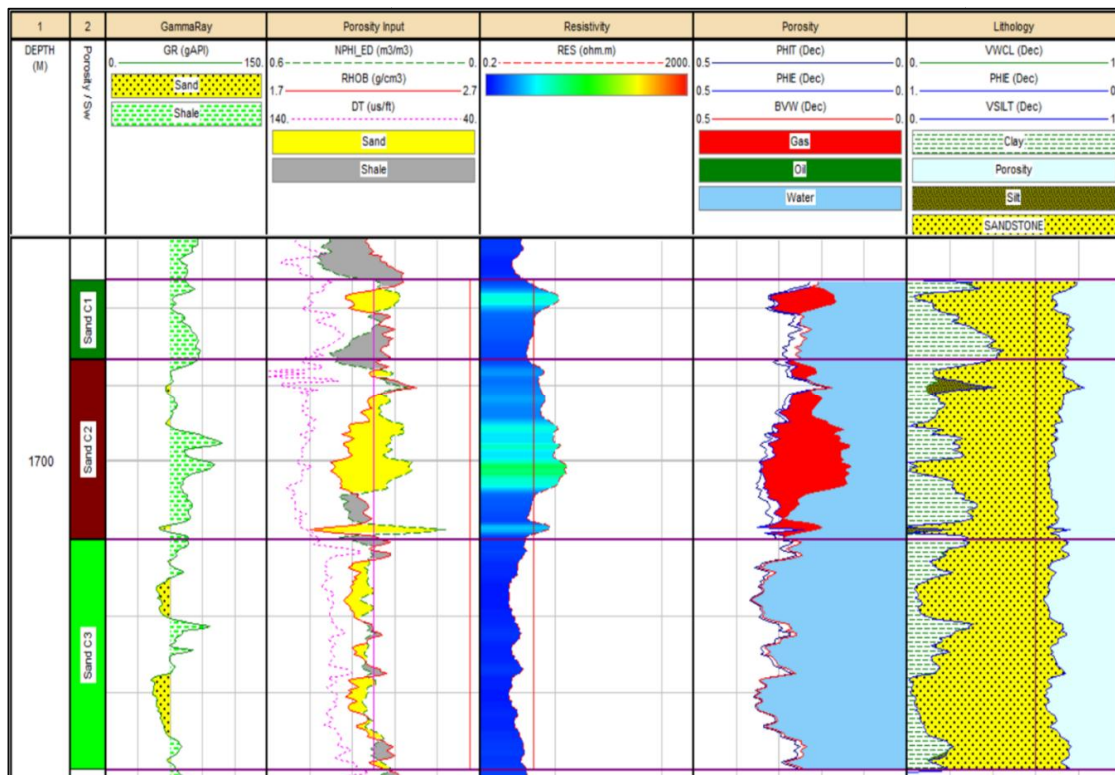 1
2
GammaRay
Porosity Input
Resistivity
Porosity
Lithology
DEPTH
(M)
Porosity / Sw
GR (gAPI)
0. 150.
Sand
Shale
NPHI_ED (m3/m3)
0.6 0.
RHOB (g/cm3)
1.7 2.7
DT (us/ft)
140. 40.
Sand
Shale
RES (ohm.m)
0.2 2000.
PHIT (Dec)
0.5 0.
PHIE (Dec)
0.5 0.
BVW (Dec)
0.5 0.
Gas
Oil
Water
VWCL (Dec)
0. 1.
PHIE (Dec)
1. 0.
VSILT (Dec)
0. 1.
Clay
Porosity
Silt
SANDSTONE
Sand C1
Sand C2
1700
Sand C3